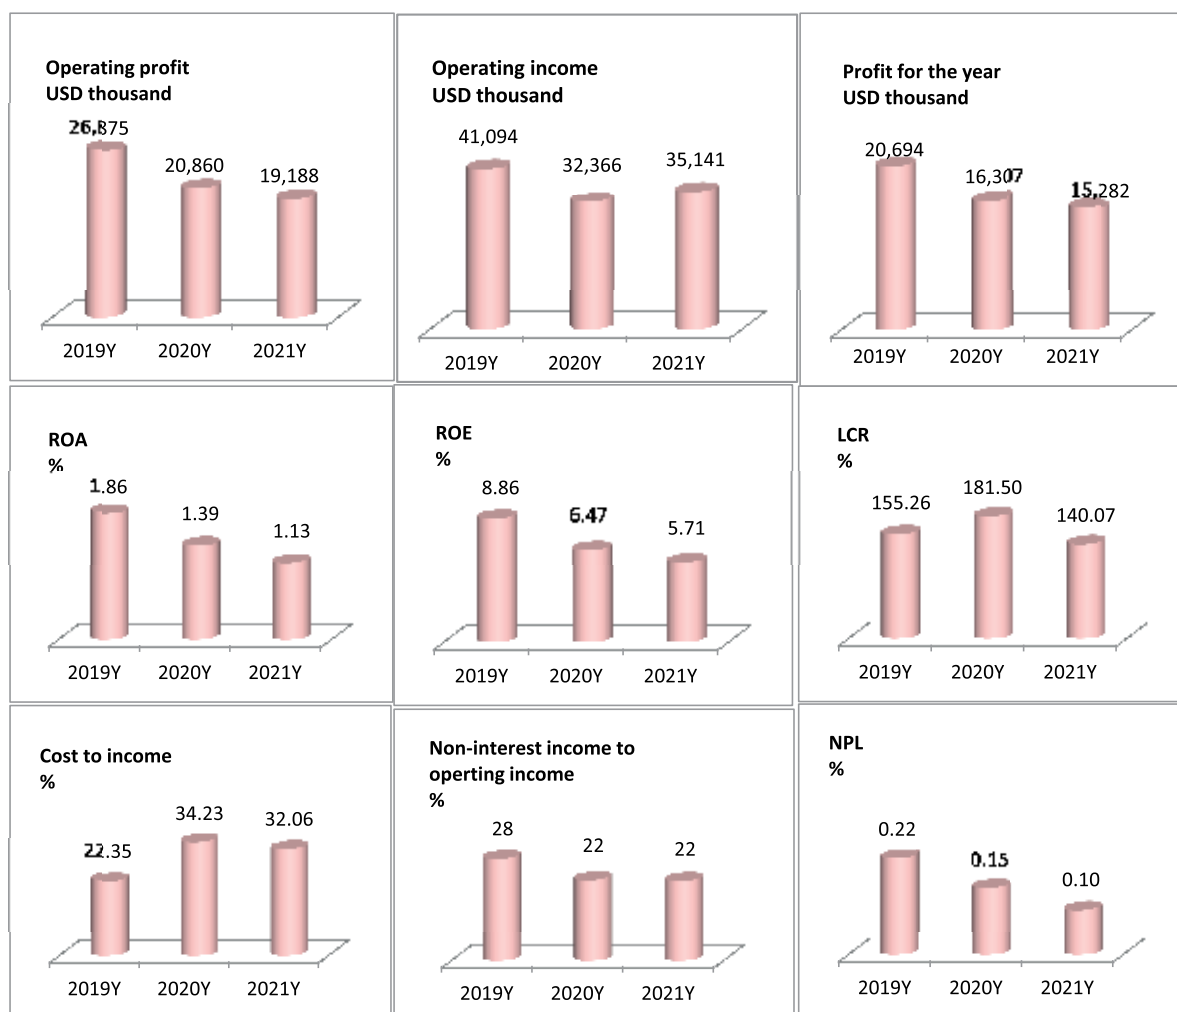 Operating profit
USD thousand
26,875
20,860
19,188
2019Y 2020Y 2021Y
Operating income
USD thousand
41,094
32,366
35,141
2019Y 2020Y 2021Y
Profit for the year
USD thousand
20,694
16,307
15,282
2019Y 2020Y 2021Y
ROA
%
1.86
1.39
1.13
2019Y 2020Y 2021Y
ROE
%
8.86
6.47
5.71
2019Y 2020Y 2021Y
LCR
%
155.26
181.50
140.07
2019Y 2020Y 2021Y
Cost to income
%
22.35
34.23
32.06
2019Y 2020Y 2021Y
Non-interest income to
operting income
%
28
22
22
2019Y 2020Y 2021Y
NPL
%
0.22
0.15
0.10
2019Y 2020Y 2021Y